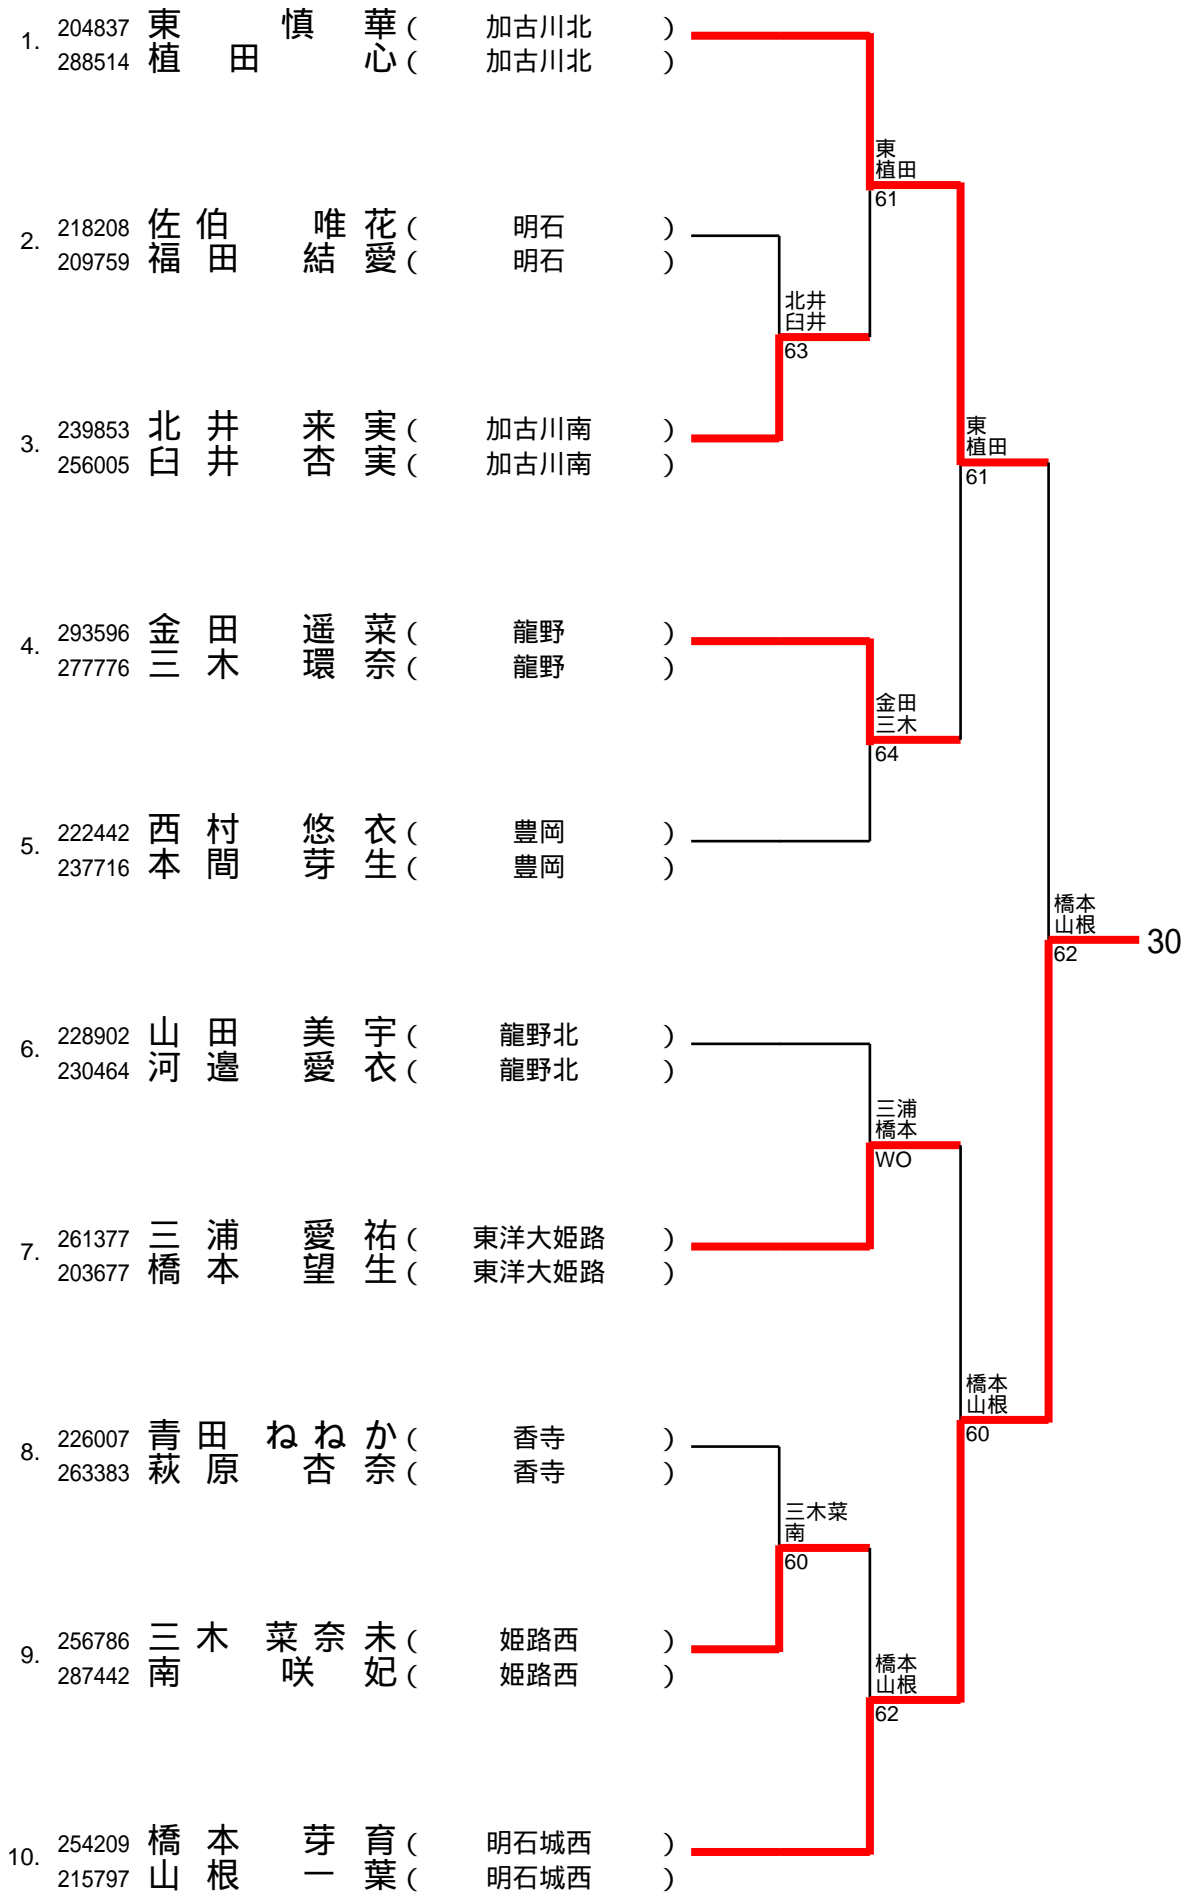 1. 204837 東 慎 華 ( 加古川北 )
288514 植 田 心 ( 加古川北 )
東
植田
61
2. 218208 佐 伯 唯 花 ( 明石 )
209759 福 田 結 愛 ( 明石 )
北井
臼井
63
3. 239853 北 井 来 実 ( 加古川南 )
256005 臼 井 杏 実 ( 加古川南 )
東
植田
61
4. 293596 金 田 遥 菜 ( 龍野 )
277776 三 木 環 奈 ( 龍野 )
金田
三木
64
5. 222442 西 村 悠 衣 ( 豊岡 )
237716 本 間 芽 生 ( 豊岡 )
橋本
山根
62
30
6. 228902 山 田 美 宇 ( 龍野北 )
230464 河 邉 愛 衣 ( 龍野北 )
三浦
橋本
WO
7. 261377 三 浦 愛 祐 ( 東洋大姫路 )
203677 橋 本 望 生 ( 東洋大姫路 )
橋本
山根
60
8. 226007 青 田 ね ね か ( 香寺 )
263383 萩 原 杏 奈 ( 香寺 )
三木菜
南
60
9. 256786 三 木 菜 奈 未 ( 姫路西 )
287442 南 咲 妃 ( 姫路西 )
橋本
山根
62
10. 254209 橋 本 芽 育 ( 明石城西 )
215797 山 根 一 葉 ( 明石城西 )